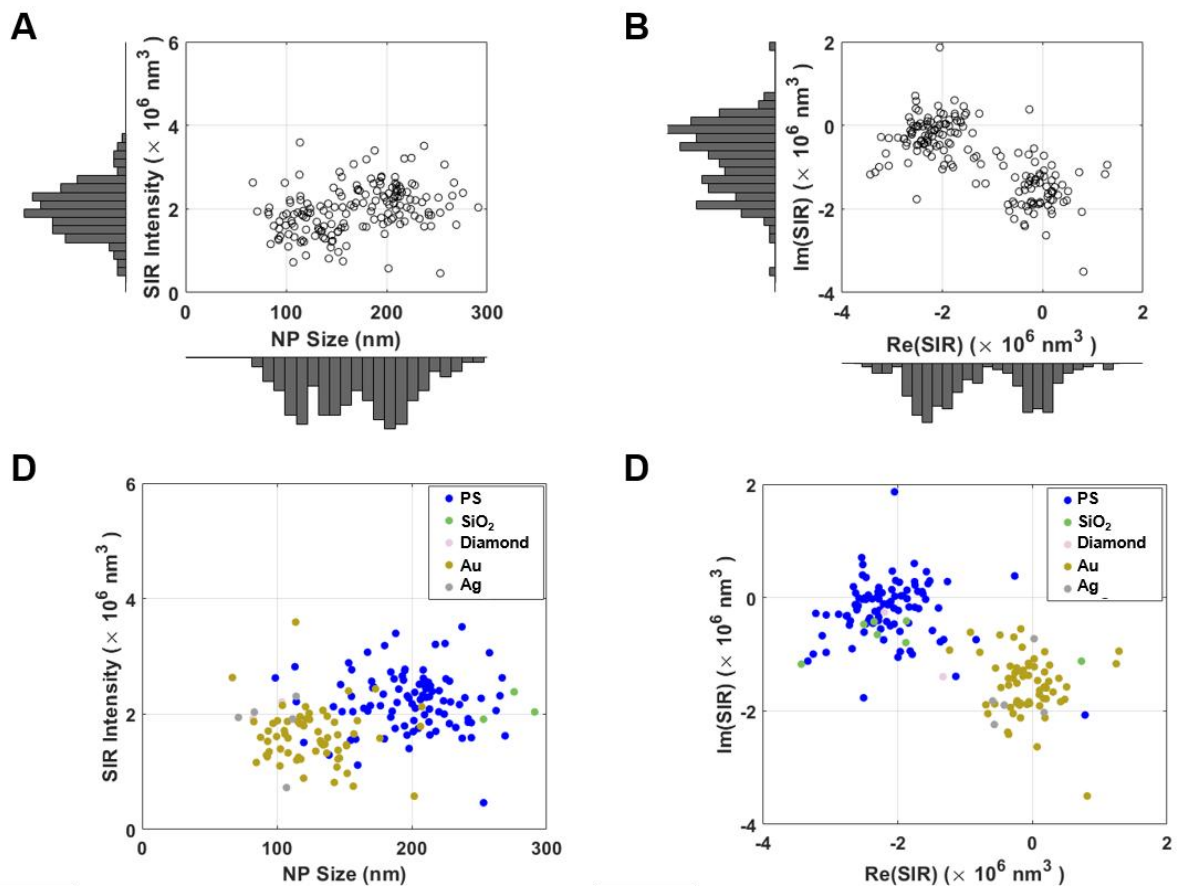 A
B
6
4
2
0
SIR Intensity (× 10⁶ nm³)
0
100
200
300
NP Size (nm)
2
0
-2
-4
Im(SIR) (× 10⁶ nm³)
-4
-2
0
2
Re(SIR) (× 10⁶ nm³)
D
D
6
4
2
0
SIR Intensity (× 10⁶ nm³)
PS
SiO₂
Diamond
Au
Ag
0
100
200
300
NP Size (nm)
2
0
-2
-4
Im(SIR) (× 10⁶ nm³)
PS
SiO₂
Diamond
Au
Ag
-4
-2
0
2
Re(SIR) (× 10⁶ nm³)